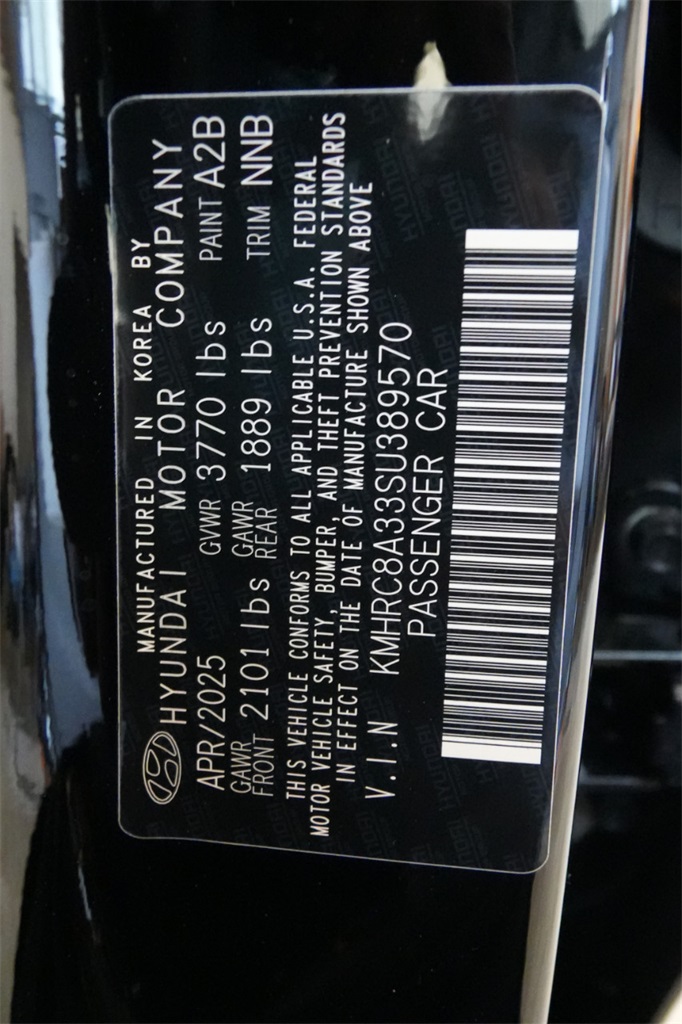 MANUFACTURED IN KOREA BY
HYUNDAI MOTOR COMPANY
APR/2025 GVWR 3770 lbs PAINT A2B
GAWR FRONT 2101 lbs GAWR REAR 1889 lbs TRIM NNB
THIS VEHICLE CONFORMS TO ALL APPLICABLE U.S.A. FEDERAL
MOTOR VEHICLE SAFETY, BUMPER, AND THEFT PREVENTION STANDARDS
IN EFFECT ON THE DATE OF MANUFACTURE SHOWN ABOVE
V.I.N KMHRC8A33SU389570
PASSENGER CAR